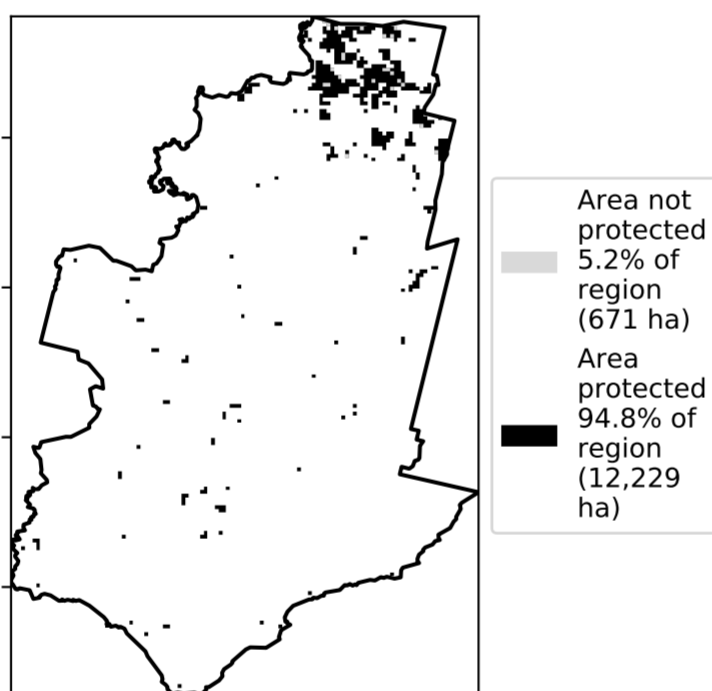 Area not
protected
5.2% of
region
(671 ha)
Area
protected
94.8% of
region
(12,229
ha)